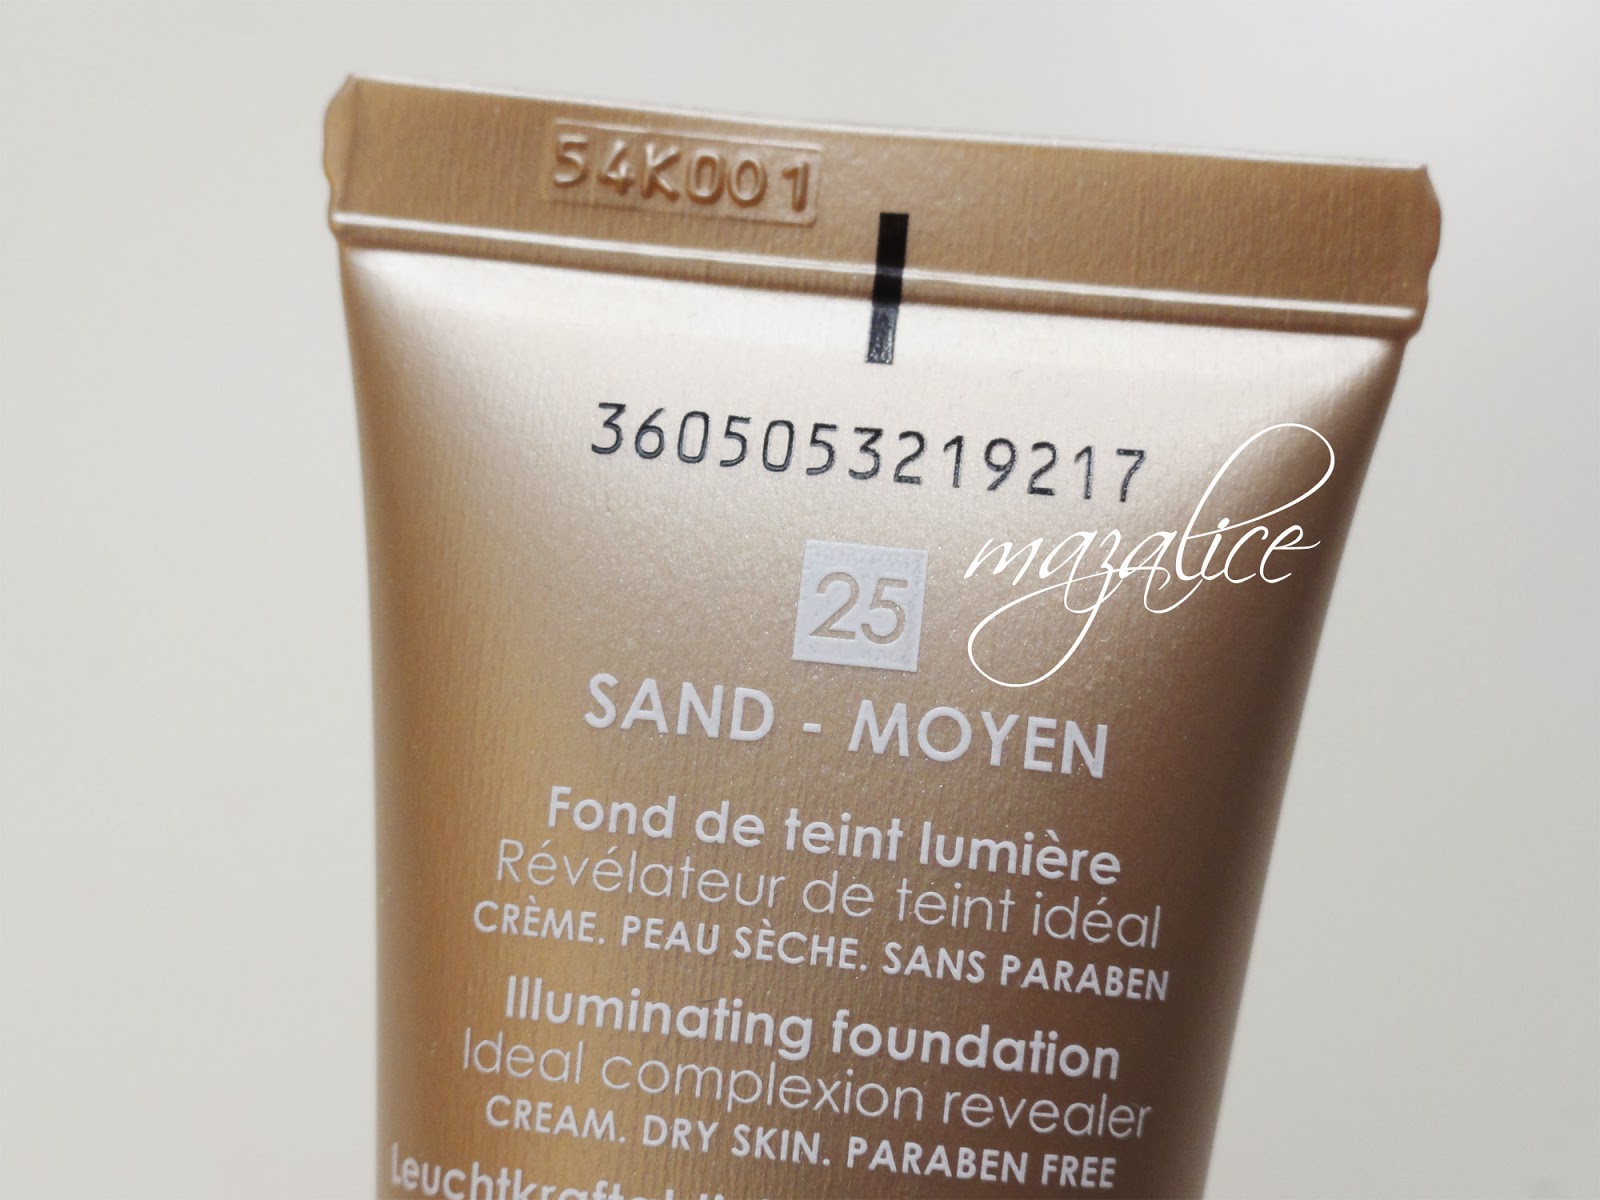 54K001
3605053219217
mazalice
25
SAND - MOYEN
Fond de teint lumière
Révélateur de teint idéal
CRÈME. PEAU SÈCHE. SANS PARABEN
Illuminating foundation
Ideal complexion revealer
CREAM. DRY SKIN. PARABEN FREE